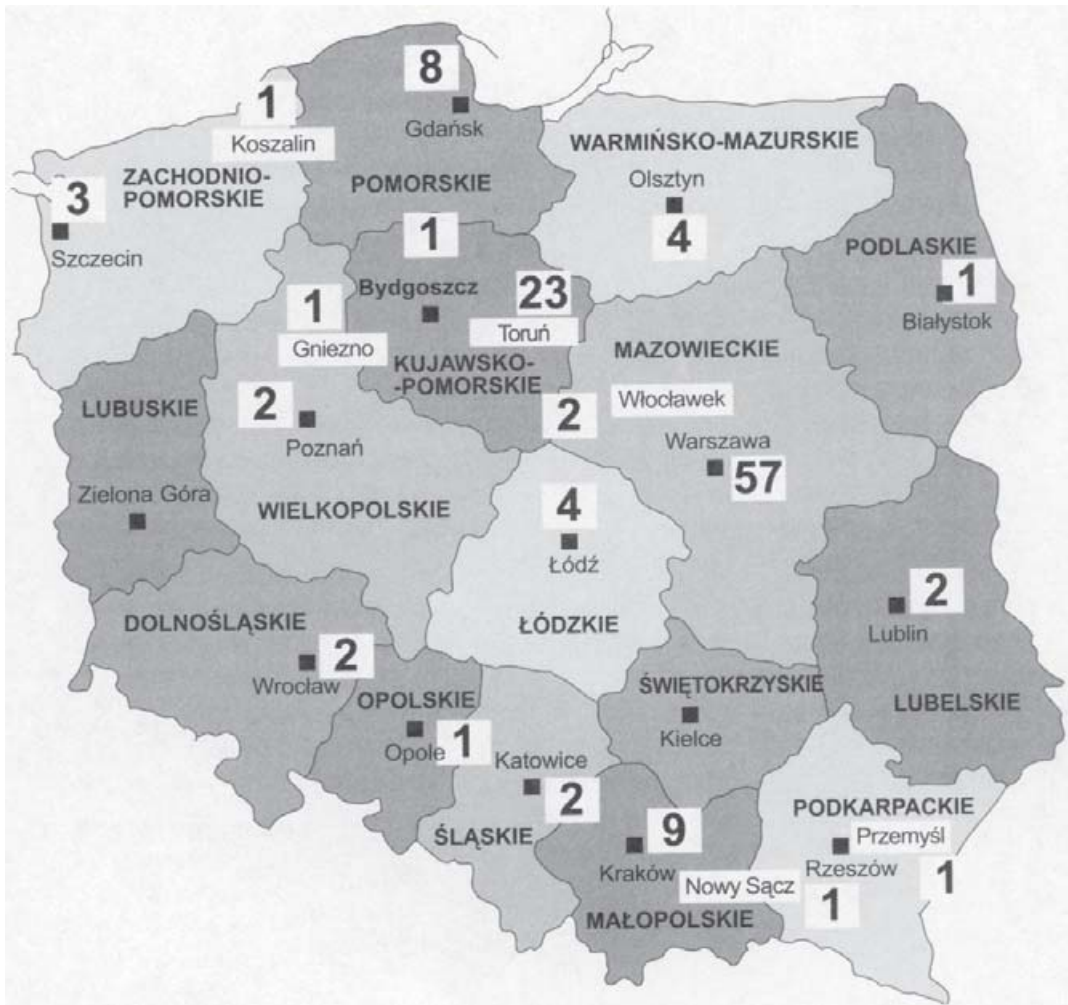 8
1
Gdańsk
Koszalin
WARMIŃSKO-MAZURSKIE
ZACHODNIO-
POMORSKIE
POMORSKIE
Olsztyn
3
4
Szczecin
1
PODLASKIE
Bydgoszcz
23
1
Białystok
1
Gniezno
Toruń
MAZOWIECKIE
KUJAWSKO-
-POMORSKIE
LUBUSKIE
2
Poznań
2
Włocławek
Warszawa
57
Zielona Góra
WIELKOPOLSKIE
4
Łódź
ŁÓDZKIE
2
Lublin
LUBELSKIE
DOLNOŚLĄSKIE
2
Wrocław
OPOLSKIE
Opole
1
ŚWIĘTOKRZYSKIE
Kielce
Katowice
2
ŚLĄSKIE
9
Kraków
Nowy Sącz
MAŁOPOLSKIE
PODKARPACKIE
Przemyśl
Rzeszów
1
1